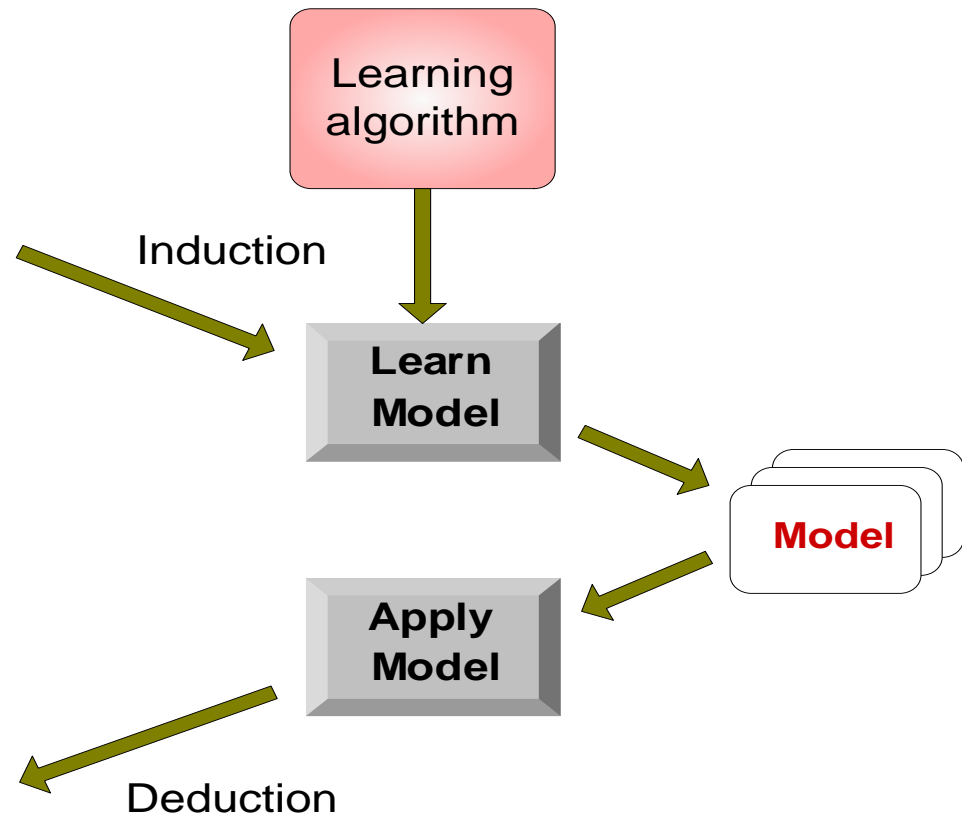 Learning
algorithm
Induction
Learn
Model
Model
Apply
Model
Deduction